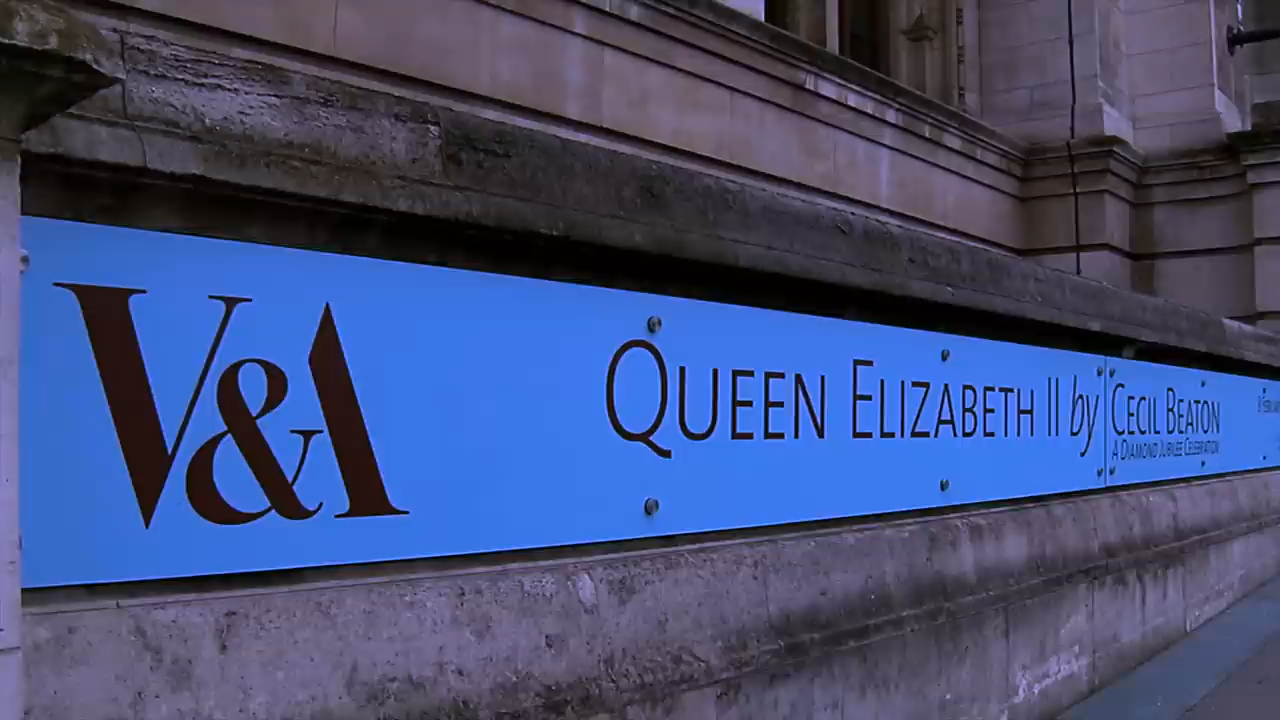 V&A
QUEEN ELIZABETH II by CECIL BEATON
A DIAMOND JUBILEE CELEBRATION